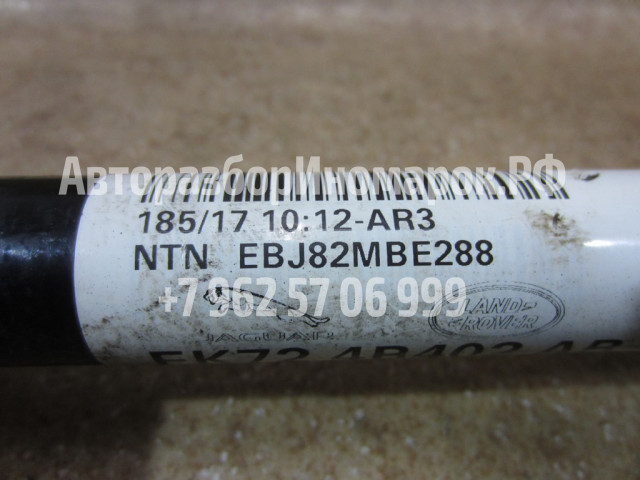 АвторазборИномарок.РФ
185/17 10:12-AR3
NTN EBJ82MBE288
+7 962 57 06 999
JAGUAR
LAND-
ROVER